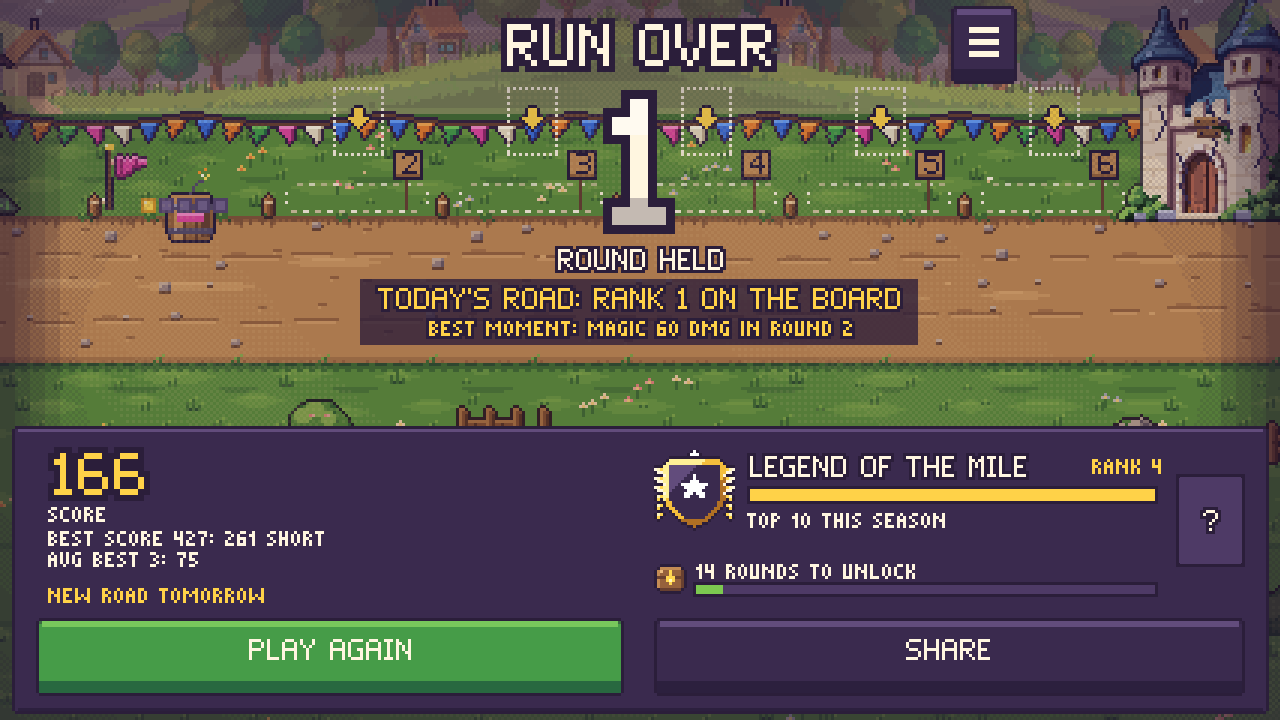 RUN OVER
2
3
4
5
6
1
ROUND HELD
TODAY'S ROAD: RANK 1 ON THE BOARD
BEST MOMENT: MAGIC 60 DMG IN ROUND 2
166
SCORE
BEST SCORE 427: 261 SHORT
AVG BEST 3: 75
NEW ROAD TOMORROW
PLAY AGAIN
LEGEND OF THE MILE
RANK 4
TOP 10 THIS SEASON
?
14 ROUNDS TO UNLOCK
SHARE